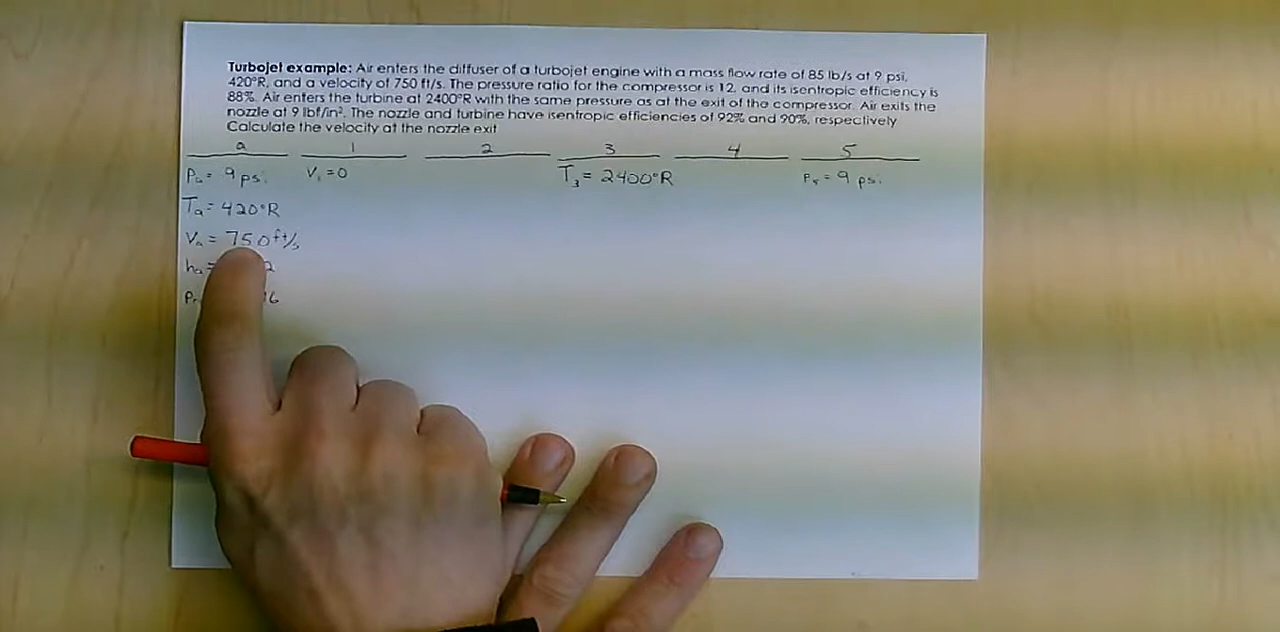 Turbojet example: Air enters the diffuser of a turbojet engine with a mass flow rate of 85 lb/s at 9 psi,
420°R, and a velocity of 750 ft/s. The pressure ratio for the compressor is 12, and its isentropic efficiency is
88%. Air enters the turbine at 2400°R with the same pressure as at the exit of the compressor. Air exits the
nozzle at 9 lbf/in². The nozzle and turbine have isentropic efficiencies of 92% and 90%, respectively
Calculate the velocity at the nozzle exit
a 1 2 3 4 5
Pₐ = 9 psi V₁ = 0 T₃ = 2400°R P₅ = 9 psi
Tₐ = 420°R
Vₐ = 750 ft/s
hₐ = 2
Pᵣ 16